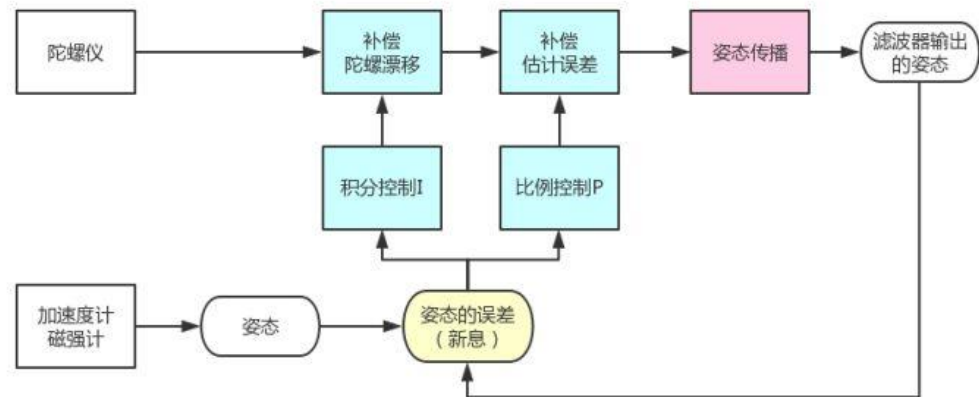 陀螺仪
补偿
陀螺漂移
补偿
估计误差
姿态传播
滤波器输出
的姿态
积分控制I
比例控制P
加速度计
磁强计
姿态
姿态的误差
（新息）